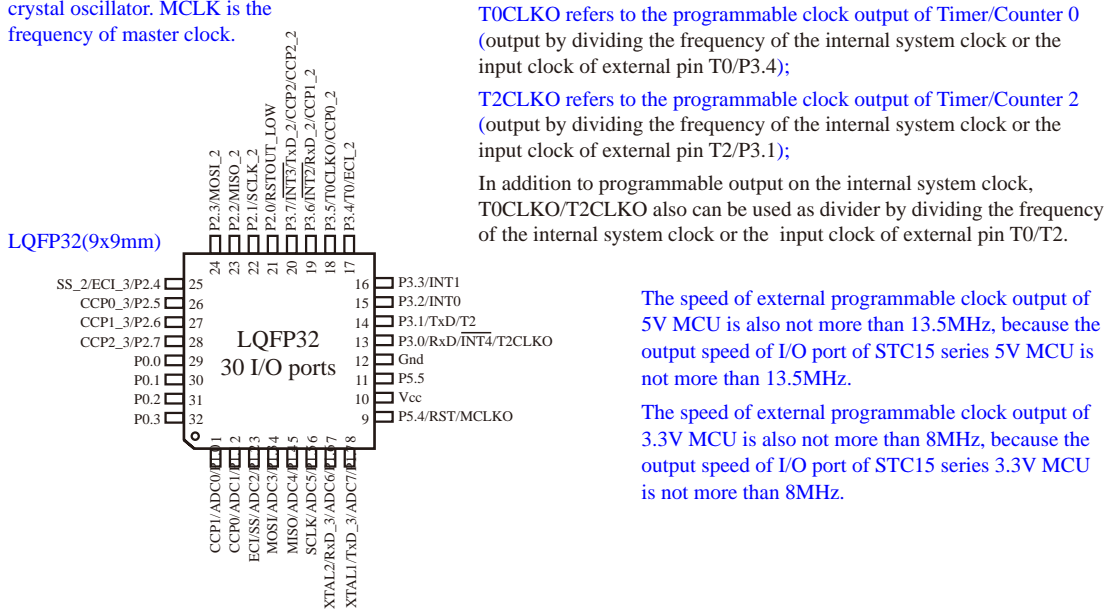 crystal oscillator. MCLK is the
frequency of master clock.
T0CLKO refers to the programmable clock output of Timer/Counter 0
(output by dividing the frequency of the internal system clock or the
input clock of external pin T0/P3.4);
T2CLKO refers to the programmable clock output of Timer/Counter 2
(output by dividing the frequency of the internal system clock or the
input clock of external pin T2/P3.1);
In addition to programmable output on the internal system clock,
T0CLKO/T2CLKO also can be used as divider by dividing the frequency
of the internal system clock or the input clock of external pin T0/T2.
LQFP32(9x9mm)
P2.3/MOSI_2
P2.2/MISO_2
P2.1/SCLK_2
P2.0/RSTOUT_LOW
P3.7/INT3/TxD_2/CCP2/CCP2_2
P3.6/INT2/RxD_2/CCP1_2
P3.5/T0CLKO/CCP0_2
P3.4/T0/ECI_2
24
23
22
21
20
19
18
17
SS_2/ECI_3/P2.4 25
CCP0_3/P2.5 26
CCP1_3/P2.6 27
CCP2_3/P2.7 28
P0.0 29
P0.1 30
P0.2 31
P0.3 32
LQFP32
30 I/O ports
16 P3.3/INT1
15 P3.2/INT0
14 P3.1/TxD/T2
13 P3.0/RxD/INT4/T2CLKO
12 Gnd
11 P5.5
10 Vcc
9 P5.4/RST/MCLKO
1
2
3
4
5
6
7
8
CCP1/ADC0/
CCP0/ADC1/
ECI/SS/ADC2/
MOSI/ADC3/
MISO/ADC4/
SCLK/ADC5/
XTAL2/RxD_3/ADC6/
XTAL1/TxD_3/ADC7/
The speed of external programmable clock output of
5V MCU is also not more than 13.5MHz, because the
output speed of I/O port of STC15 series 5V MCU is
not more than 13.5MHz.
The speed of external programmable clock output of
3.3V MCU is also not more than 8MHz, because the
output speed of I/O port of STC15 series 3.3V MCU
is not more than 8MHz.